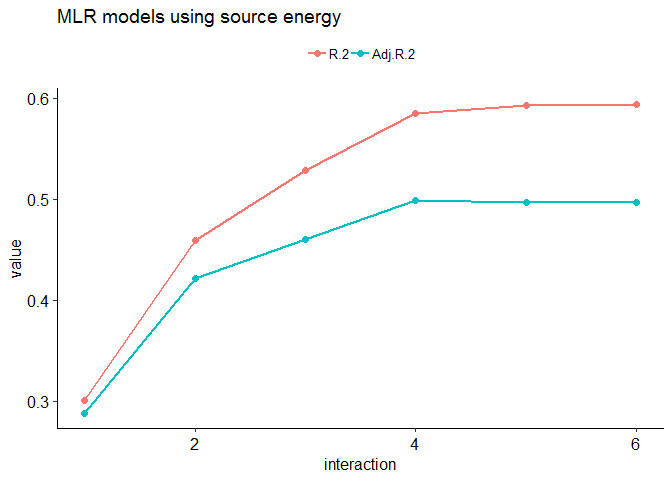 MLR models using source energy
R.2 Adj.R.2
0.6
0.5
0.4
0.3
value
2 4 6
interaction